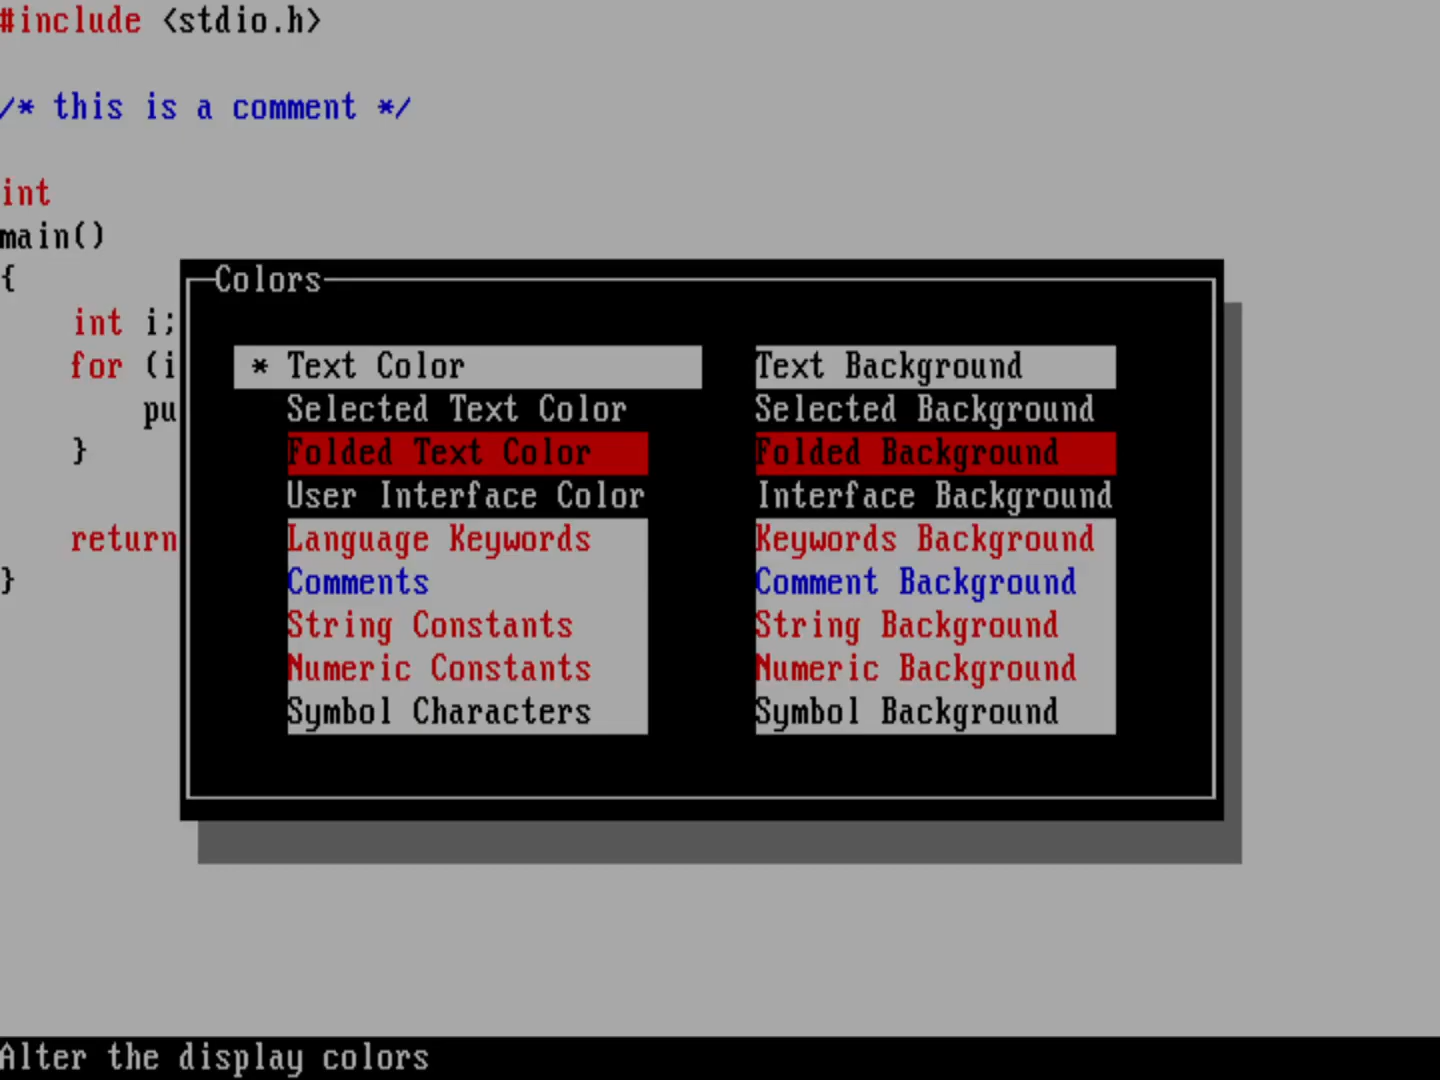 #include <stdio.h>
/* this is a comment */
int
main()
{
Colors
int i;
for (i
* Text Color Text Background
pu
Selected Text Color Selected Background
}
Folded Text Color Folded Background
User Interface Color Interface Background
return
Language Keywords Keywords Background
}
Comments Comment Background
String Constants String Background
Numeric Constants Numeric Background
Symbol Characters Symbol Background
Alter the display colors